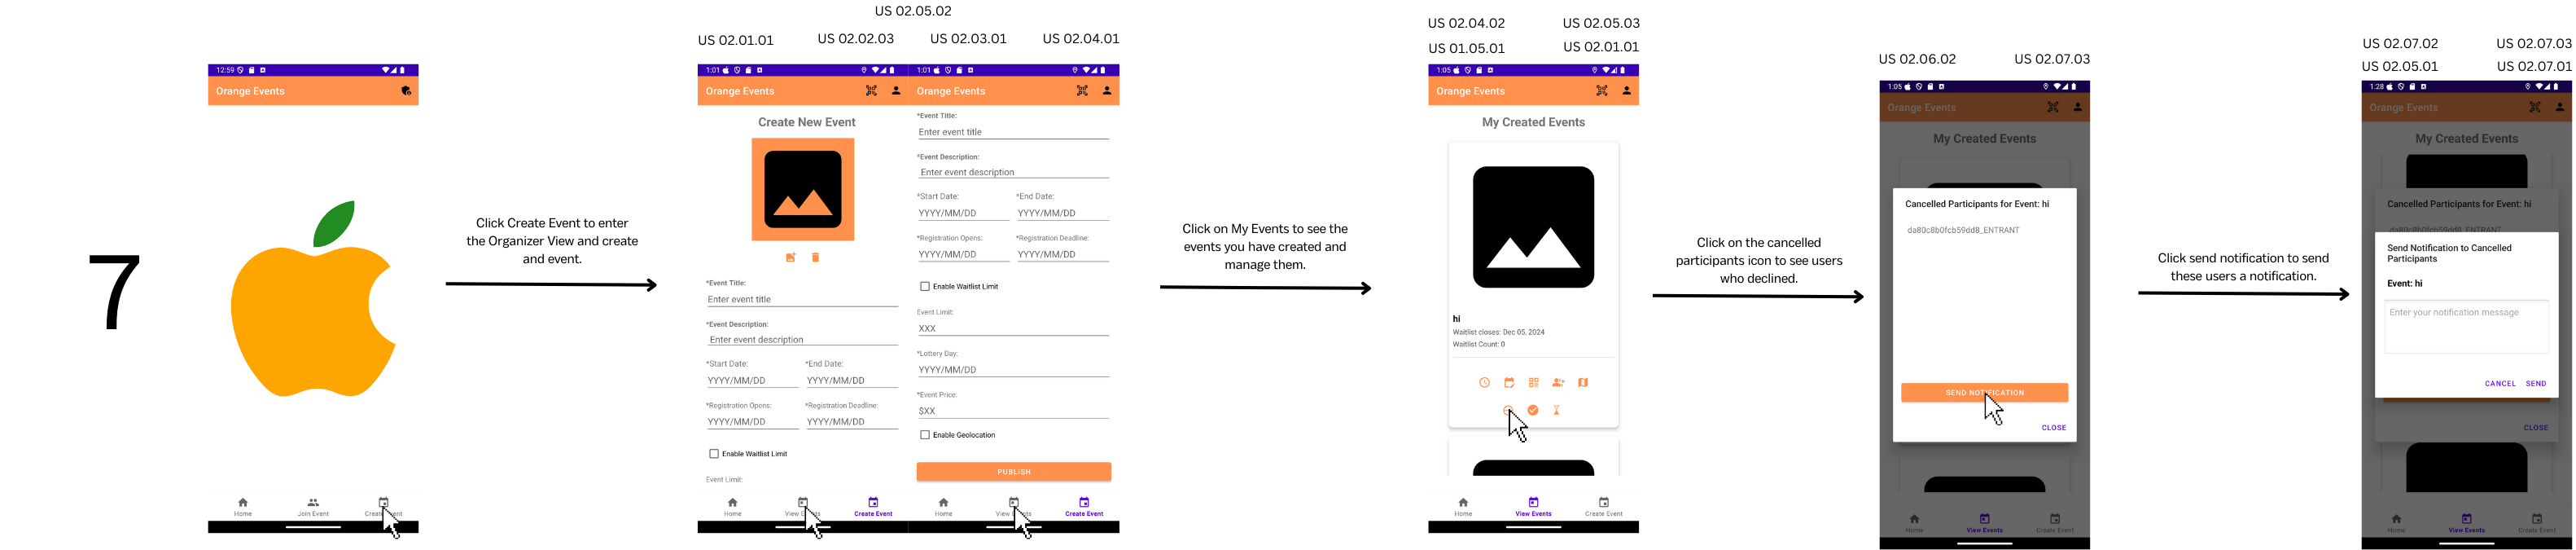 7
12:59
Orange Events
Home
Join Event
Click Create Event to enter
the Organizer View and create
and event.
US 02.05.02
US 02.01.01
US 02.02.03
US 02.03.01
US 02.04.01
1:01
Orange Events
Create New Event
*Event Title:
Enter event title
*Event Description:
Enter event description
*Start Date:
*End Date:
YYYY/MM/DD
YYYY/MM/DD
*Registration Opens:
*Registration Deadline:
YYYY/MM/DD
YYYY/MM/DD
Enable Waitlist Limit
Event Limit:
Home
View
Create Event
1:01
Orange Events
*Event Title:
Enter event title
*Event Description:
Enter event description
*Start Date:
*End Date:
YYYY/MM/DD
YYYY/MM/DD
*Registration Opens:
*Registration Deadline:
YYYY/MM/DD
YYYY/MM/DD
Enable Waitlist Limit
Event Limit:
XXX
*Lottery Day:
YYYY/MM/DD
*Event Price:
$XX
Enable Geolocation
PUBLISH
Home
View
Create Event
Click on My Events to see the
events you have created and
manage them.
US 02.04.02
US 02.05.03
US 01.05.01
US 02.01.01
1:05
Orange Events
My Created Events
hi
Waitlist closes: Dec 05, 2024
Waitlist Count: 0
Home
View Events
Create Event
Click on the cancelled
participants icon to see users
who declined.
US 02.06.02
US 02.07.03
1:05
Orange Events
My Created Events
Cancelled Participants for Event: hi
da80c8b0fcb59dd8_ENTRANT
SEND NOTIFICATION
CLOSE
Home
View Events
Create Event
Click send notification to send
these users a notification.
US 02.07.02
US 02.07.03
US 02.05.01
US 02.07.01
1:28
Orange Events
My Created Events
Cancelled Participants for Event: hi
da80c8b0fcb59dd8_ENTRANT
Send Notification to Cancelled
Participants
Event: hi
Enter your notification message
CANCEL
SEND
CLOSE
Home
View Events
Create Event